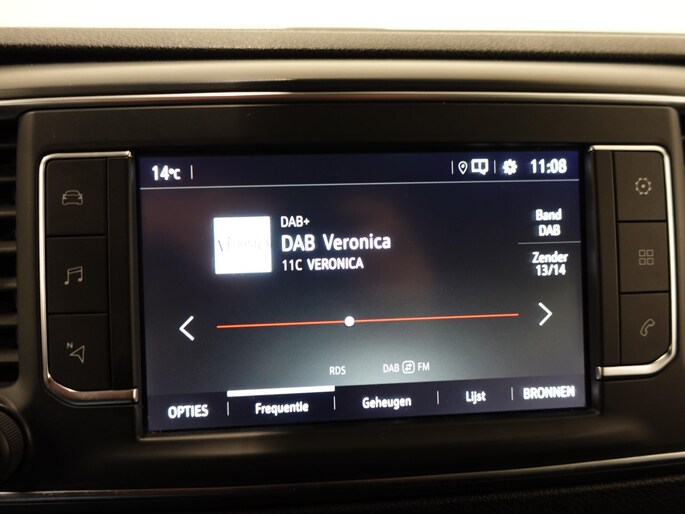 14°C
11:08
DAB+
DAB Veronica
11C VERONICA
Band
DAB
Zender
13/14
RDS
DAB FM
OPTIES
Frequentie
Geheugen
Lijst
BRONNEN
N